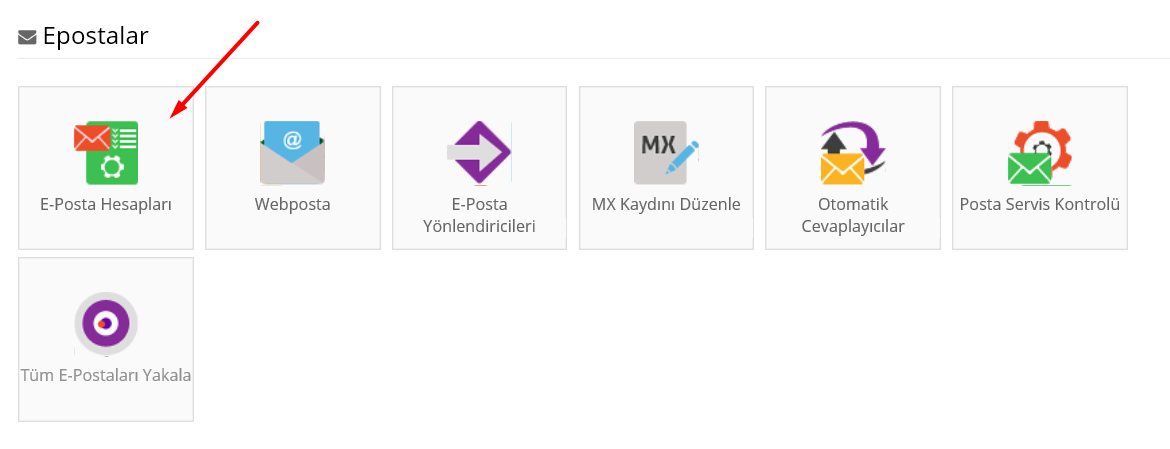 Epostalar
E-Posta Hesapları
Webposta
@
E-Posta
Yönlendiricileri
MX
MX Kaydını Düzenle
Otomatik
Cevaplayıcılar
Posta Servis Kontrolü
Tüm E-Postaları Yakala